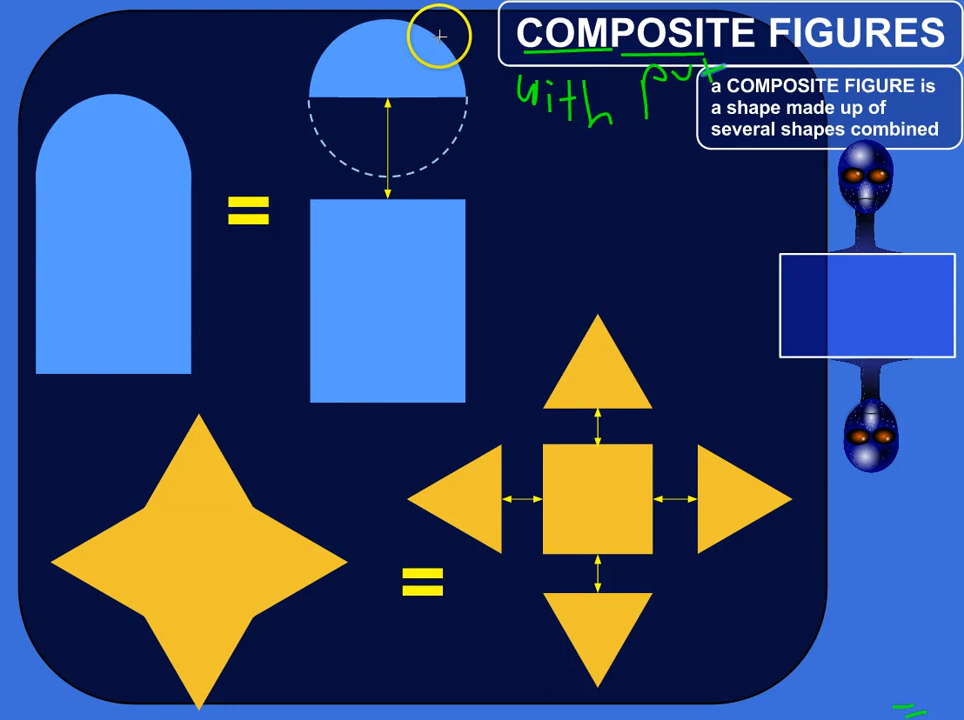 COMPOSITE FIGURES
with
a COMPOSITE FIGURE is
a shape made up of
several shapes combined
=
=